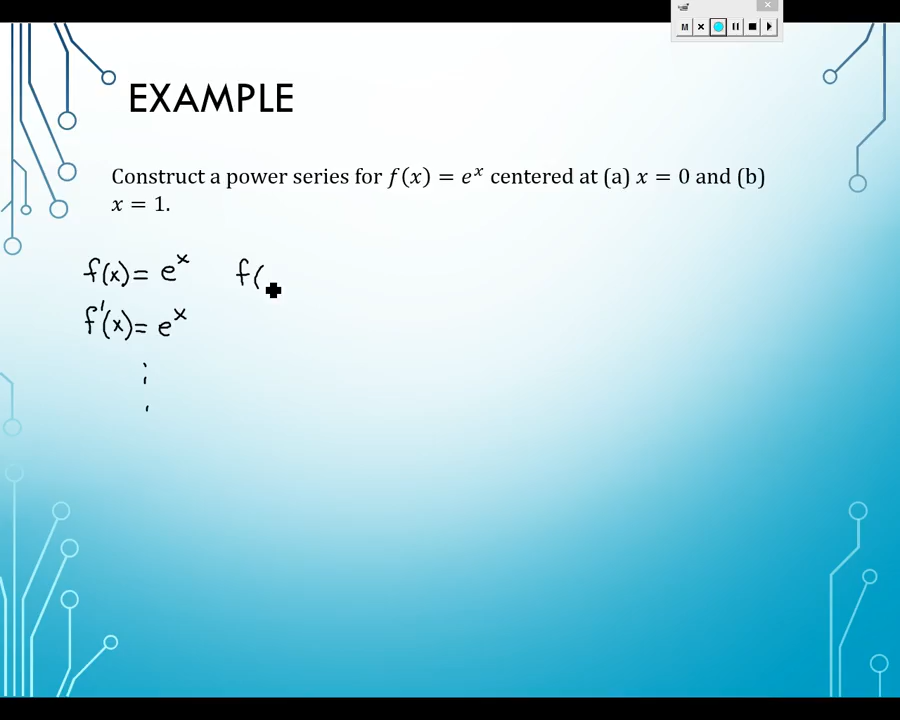 M
EXAMPLE
Construct a power series for f(x) = e^x centered at (a) x = 0 and (b)
x = 1.
f(x) = e^x f(
f'(x) = e^x
⋮